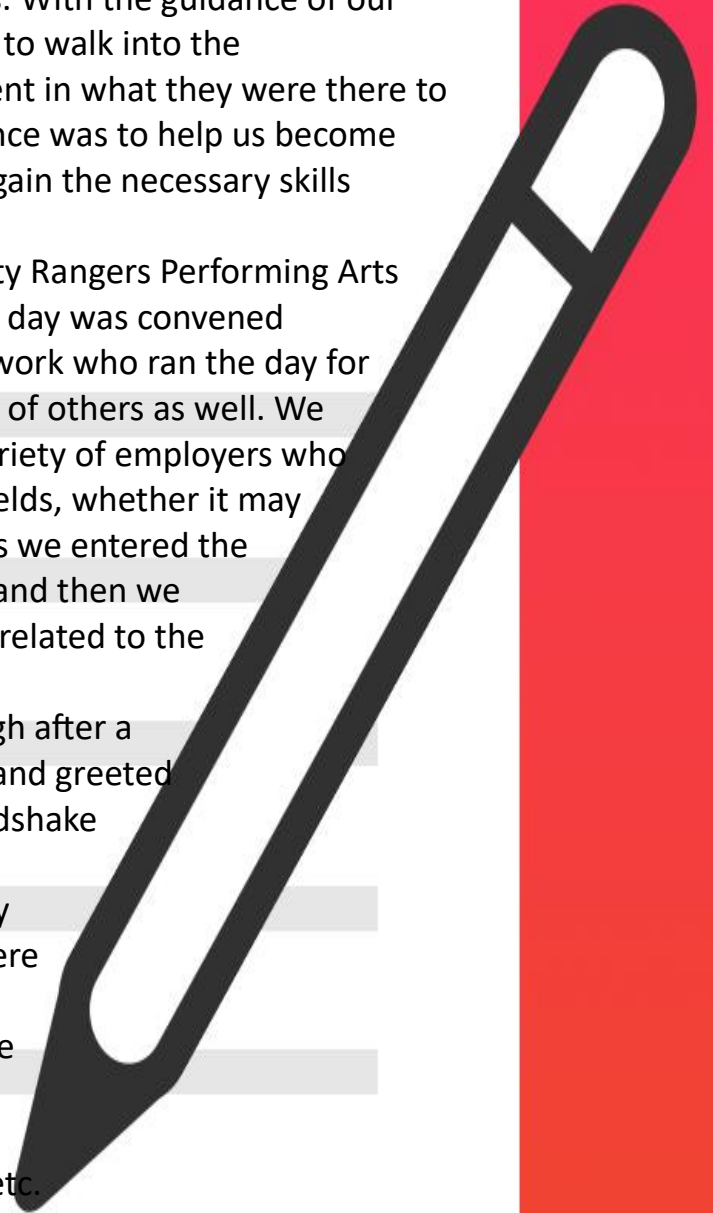 s. With the guidance of our
to walk into the
ent in what they were there to
nce was to help us become
gain the necessary skills
ty Rangers Performing Arts
day was convened
work who ran the day for
of others as well. We
riety of employers who
elds, whether it may
s we entered the
and then we
related to the
gh after a
and greeted
dshake
y
ere
e
etc.